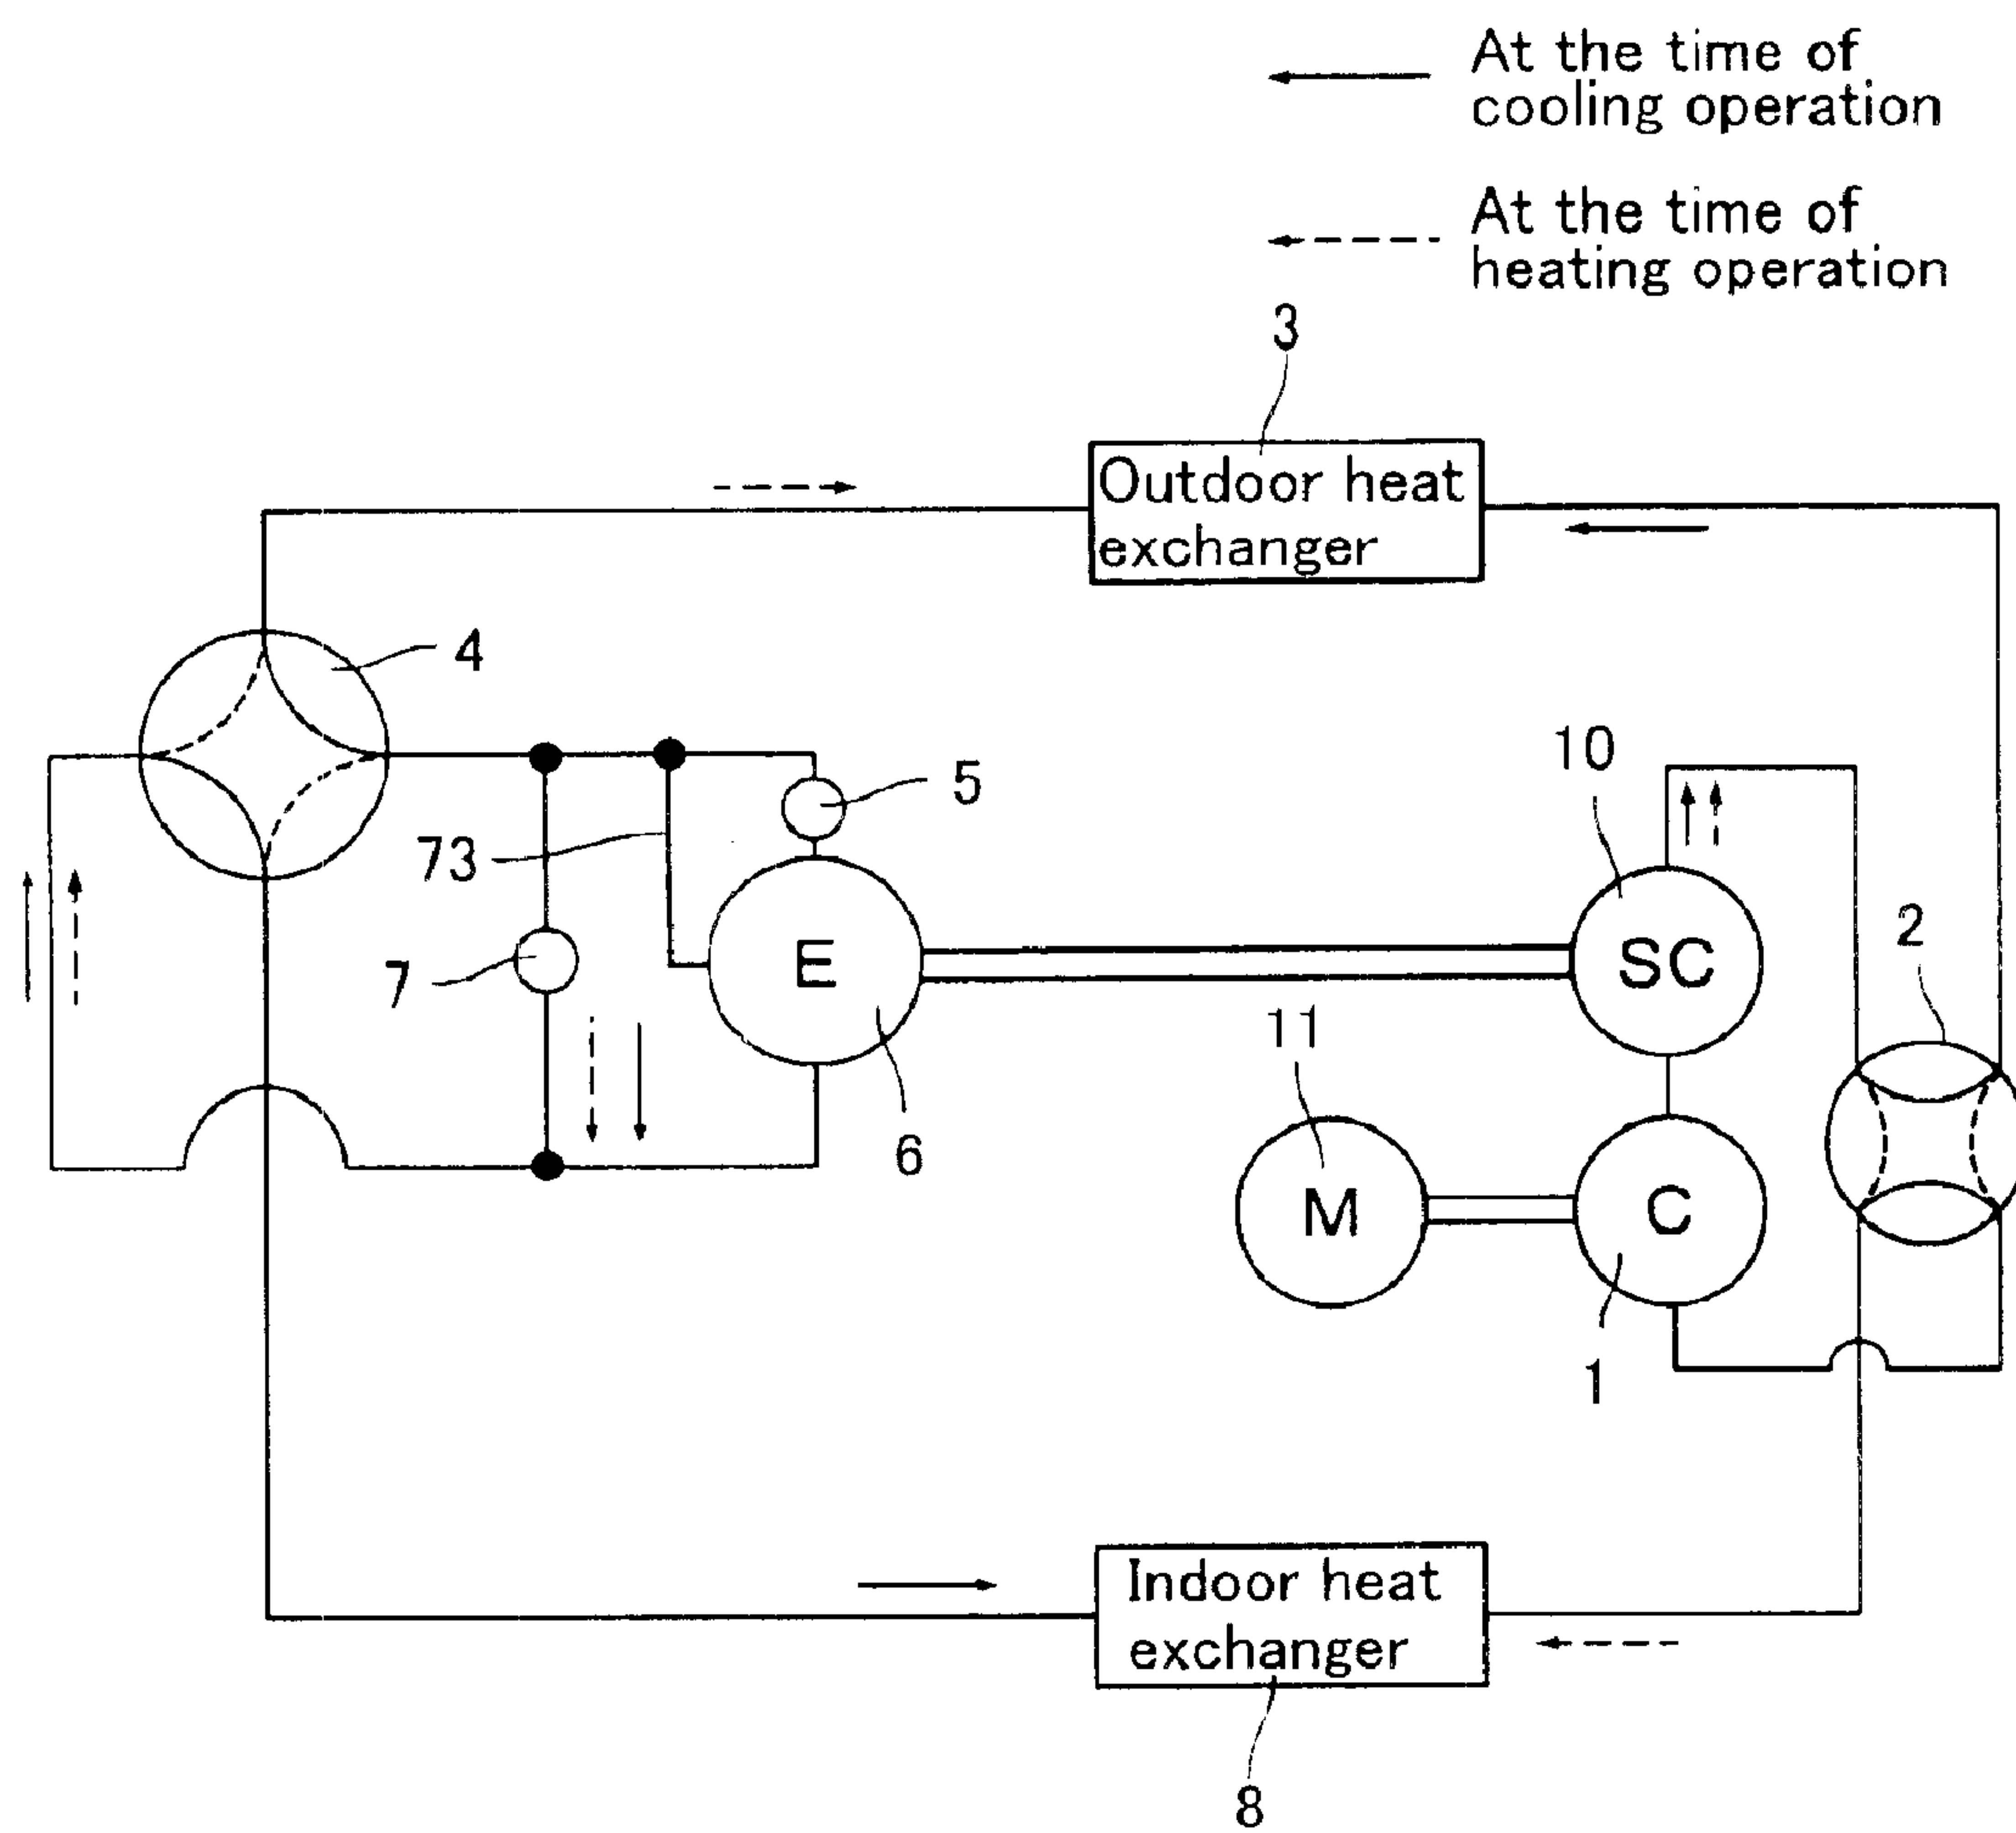 At the time of
cooling operation
At the time of
heating operation
3
Outdoor heat
exchanger
4
10
5
73
2
E
SC
7
11
6
M
C
1
Indoor heat
exchanger
8